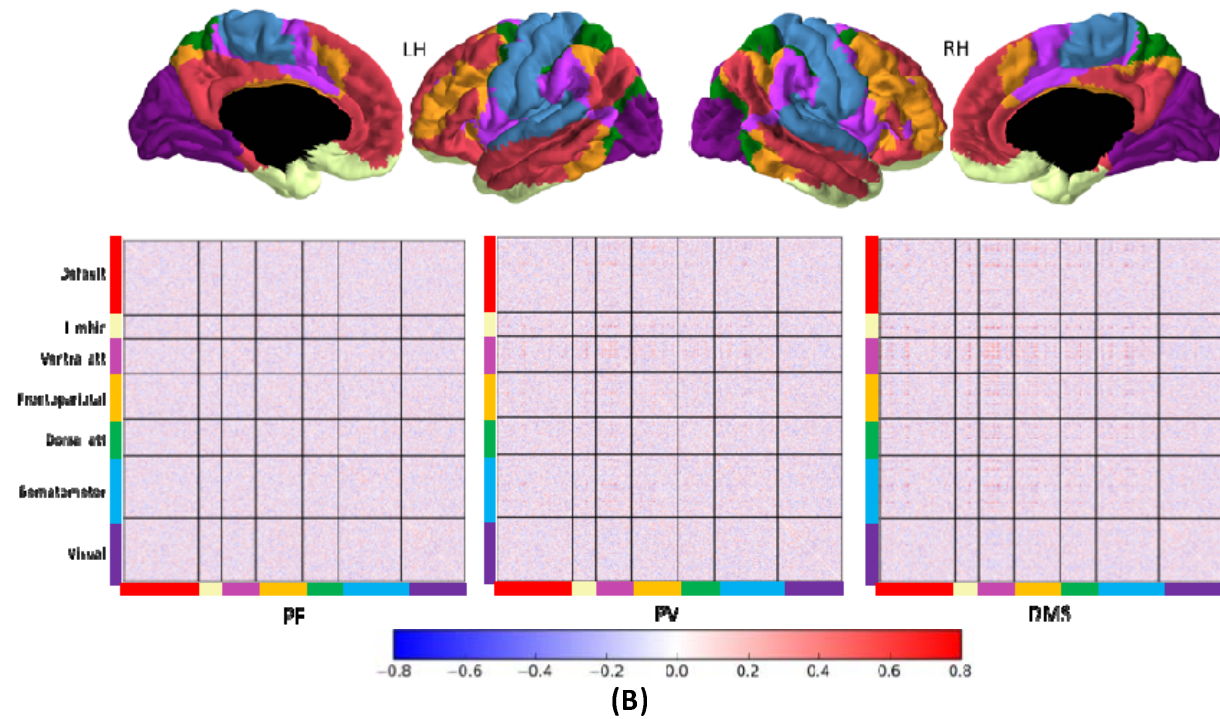 LH
RH
Default
Limbic
Ventral att
Frontoparietal
Dorsal att
Somatomotor
Visual
PF
PV
DMS
−0.8 −0.6 −0.4 −0.2 0.0 0.2 0.4 0.6 0.8
(B)